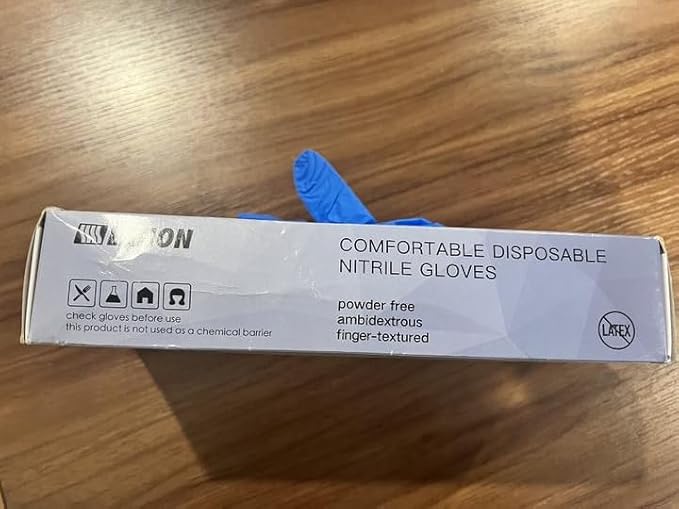 COMFORTABLE DISPOSABLE
NITRILE GLOVES
powder free
ambidextrous
finger-textured
check gloves before use
this product is not used as a chemical barrier
LATEX